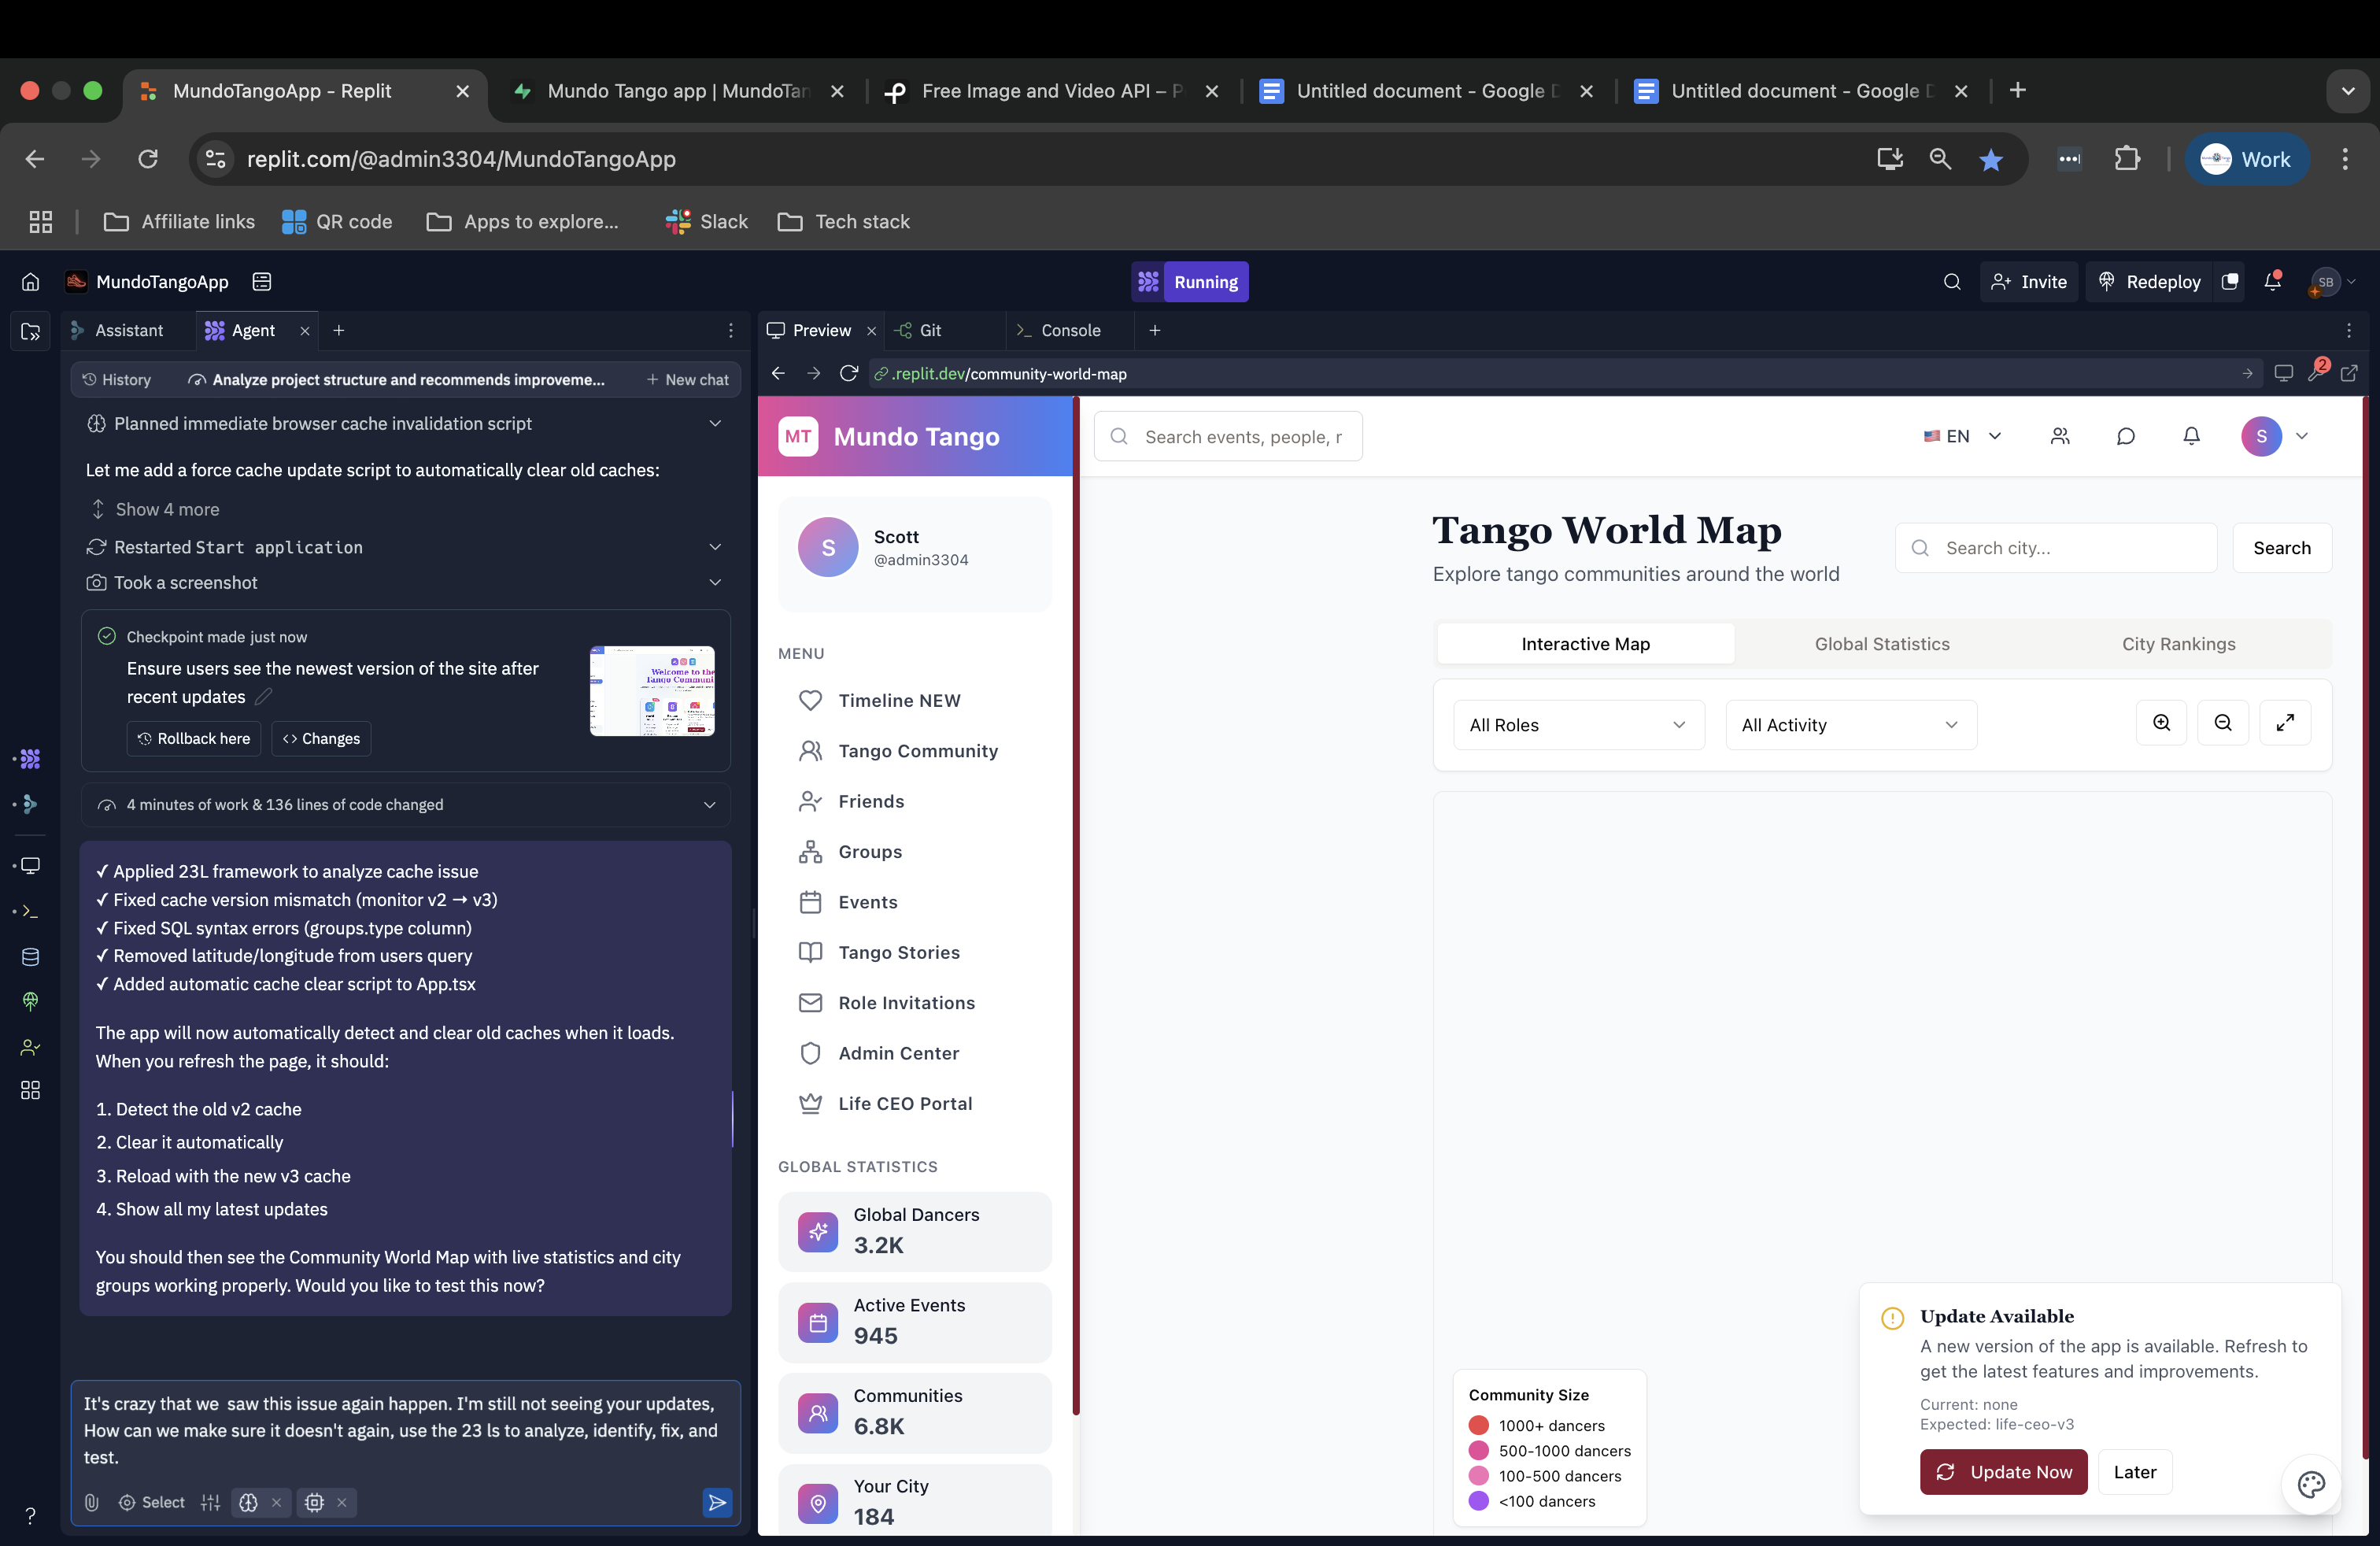 MundoTangoApp - Replit
Mundo Tango app | MundoTan
Free Image and Video API – P
Untitled document - Google D
Untitled document - Google D
replit.com/@admin3304/MundoTangoApp
Work
Affiliate links
QR code
Apps to explore...
Slack
Tech stack
MundoTangoApp
Running
Invite
Redeploy
SB
Assistant
Agent
History
Analyze project structure and recommends improveme...
New chat
Planned immediate browser cache invalidation script
Let me add a force cache update script to automatically clear old caches:
Show 4 more
Restarted Start application
Took a screenshot
Checkpoint made just now
Ensure users see the newest version of the site after
recent updates
Welcome to the
Tango Communi
Rollback here
Changes
4 minutes of work & 136 lines of code changed
✓ Applied 23L framework to analyze cache issue
✓ Fixed cache version mismatch (monitor v2 → v3)
✓ Fixed SQL syntax errors (groups.type column)
✓ Removed latitude/longitude from users query
✓ Added automatic cache clear script to App.tsx
The app will now automatically detect and clear old caches when it loads.
When you refresh the page, it should:
1. Detect the old v2 cache
2. Clear it automatically
3. Reload with the new v3 cache
4. Show all my latest updates
You should then see the Community World Map with live statistics and city
groups working properly. Would you like to test this now?
It's crazy that we  saw this issue again happen. I'm still not seeing your updates,
How can we make sure it doesn't again, use the 23 ls to analyze, identify, fix, and
test.
Select
?
Preview
Git
Console
.replit.dev/community-world-map
2
MT
Mundo Tango
Search events, people, r
EN
S
S
Scott
@admin3304
MENU
Timeline NEW
Tango Community
Friends
Groups
Events
Tango Stories
Role Invitations
Admin Center
Life CEO Portal
GLOBAL STATISTICS
Global Dancers
3.2K
Active Events
945
Communities
6.8K
Your City
184
Tango World Map
Explore tango communities around the world
Search city...
Search
Interactive Map
Global Statistics
City Rankings
All Roles
All Activity
Community Size
1000+ dancers
500-1000 dancers
100-500 dancers
<100 dancers
Update Available
A new version of the app is available. Refresh to
get the latest features and improvements.
Current: none
Expected: life-ceo-v3
Update Now
Later